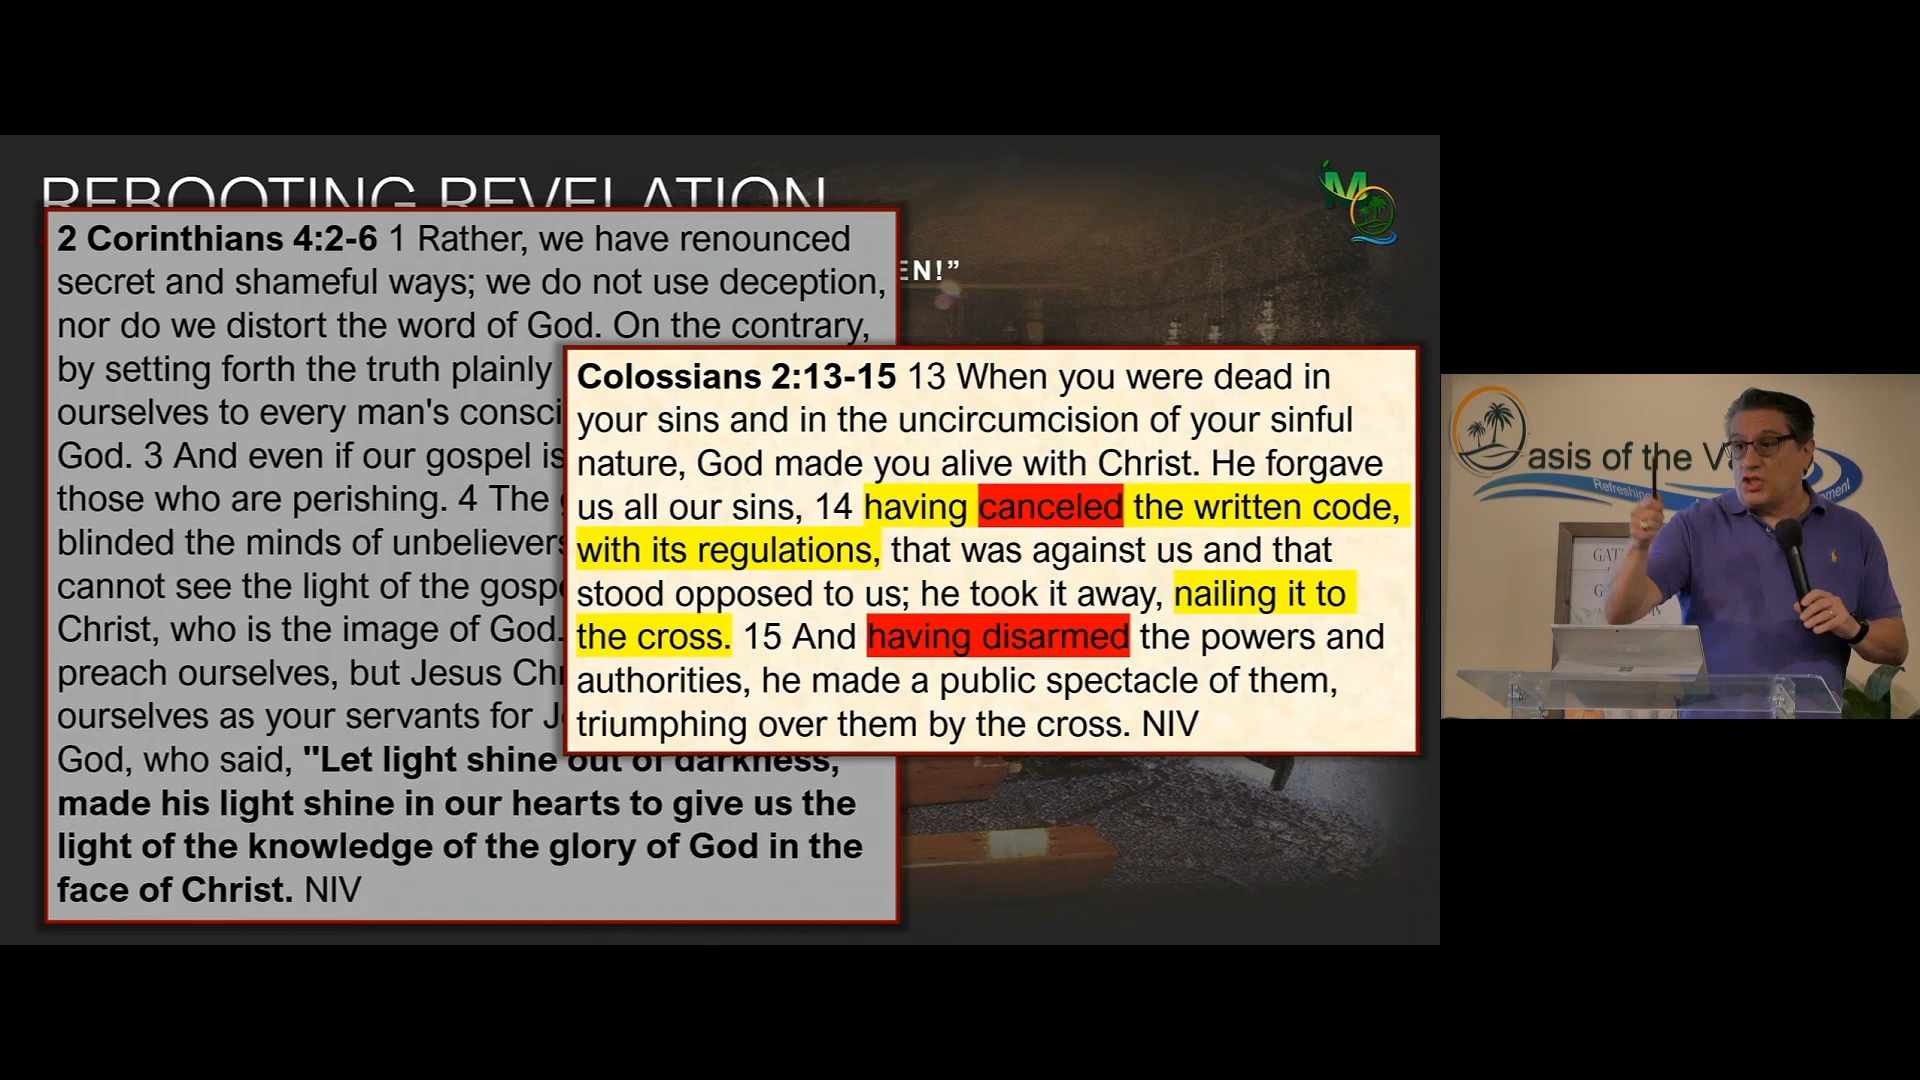 REBOOTING REVELATION
EN!”
2 Corinthians 4:2-6 1 Rather, we have renounced
secret and shameful ways; we do not use deception,
nor do we distort the word of God. On the contrary,
by setting forth the truth plainly
ourselves to every man's consci
God. 3 And even if our gospel is
those who are perishing. 4 The
blinded the minds of unbelievers
cannot see the light of the gospe
Christ, who is the image of God.
preach ourselves, but Jesus Chr
ourselves as your servants for J
God, who said, "Let light shine out of darkness,
made his light shine in our hearts to give us the
light of the knowledge of the glory of God in the
face of Christ. NIV
Colossians 2:13-15 13 When you were dead in
your sins and in the uncircumcision of your sinful
nature, God made you alive with Christ. He forgave
us all our sins, 14 having canceled the written code,
with its regulations, that was against us and that
stood opposed to us; he took it away, nailing it to
the cross. 15 And having disarmed the powers and
authorities, he made a public spectacle of them,
triumphing over them by the cross. NIV
M
asis of the V
Refreshing
ement
GAT
G